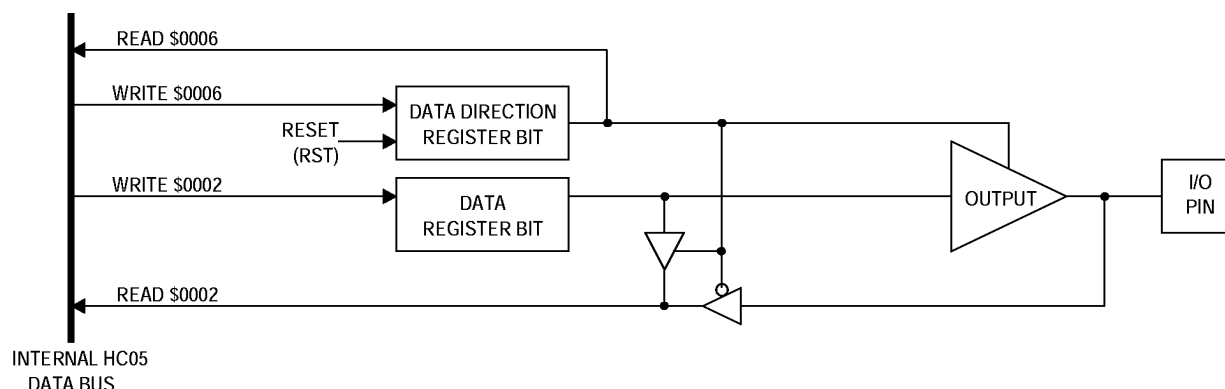 READ $0006
WRITE $0006
RESET
(RST)
DATA DIRECTION
REGISTER BIT
WRITE $0002
DATA
REGISTER BIT
OUTPUT
I/O
PIN
READ $0002
INTERNAL HC05
DATA BUS